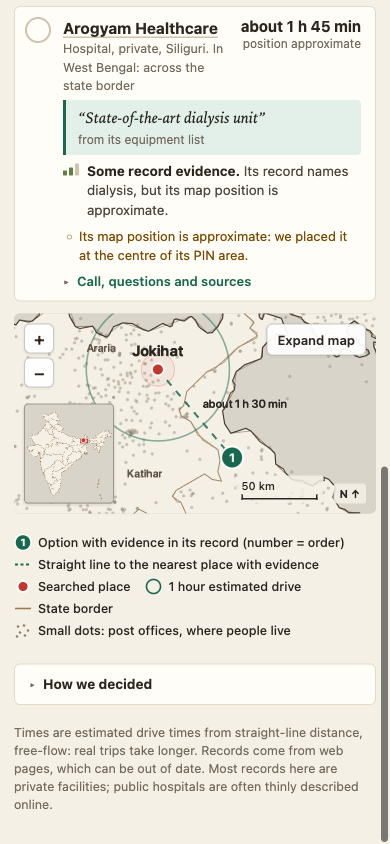 Arogyam Healthcare
about 1 h 45 min
position approximate
Hospital, private, Siliguri. In
West Bengal: across the
state border
“State-of-the-art dialysis unit”
from its equipment list
Some record evidence. Its record names
dialysis, but its map position is
approximate.
Its map position is approximate: we placed it
at the centre of its PIN area.
Call, questions and sources
+
−
Expand map
Araria
Jokihat
about 1 h 30 min
1
Katihar
50 km
N ↑
1 Option with evidence in its record (number = order)
Straight line to the nearest place with evidence
Searched place
1 hour estimated drive
State border
Small dots: post offices, where people live
How we decided
Times are estimated drive times from straight-line distance,
free-flow: real trips take longer. Records come from web
pages, which can be out of date. Most records here are
private facilities; public hospitals are often thinly described
online.